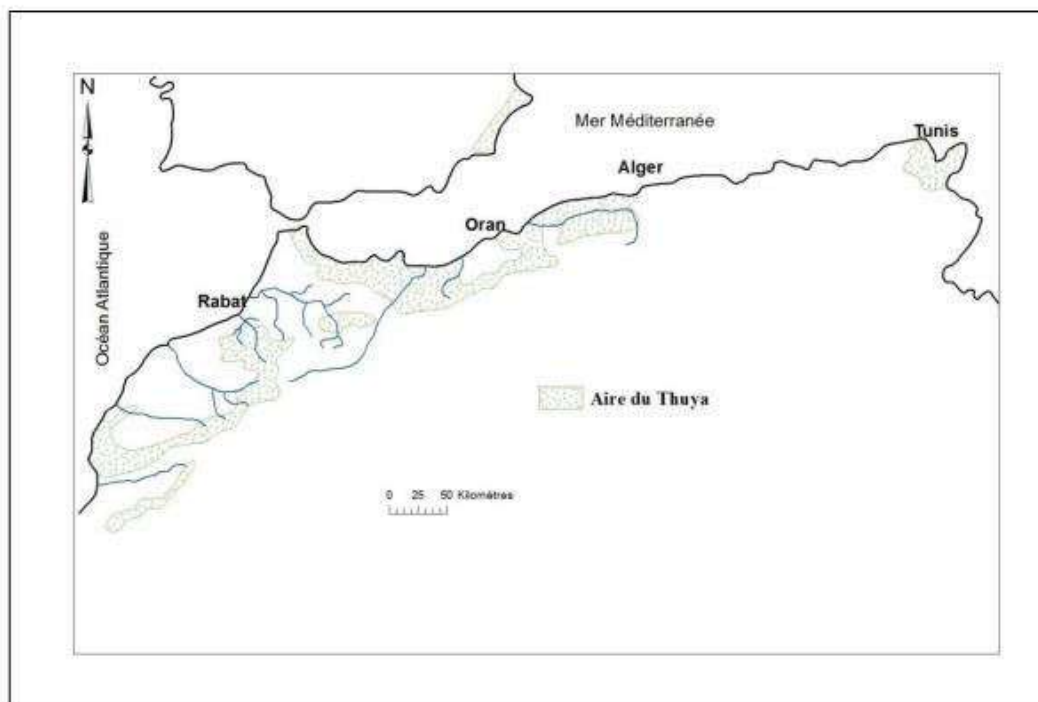 N
Mer Méditerranée
Tunis
Alger
Oran
Océan Atlantique
Rabat
Aire du Thuya
0 25 50 Kilomètres